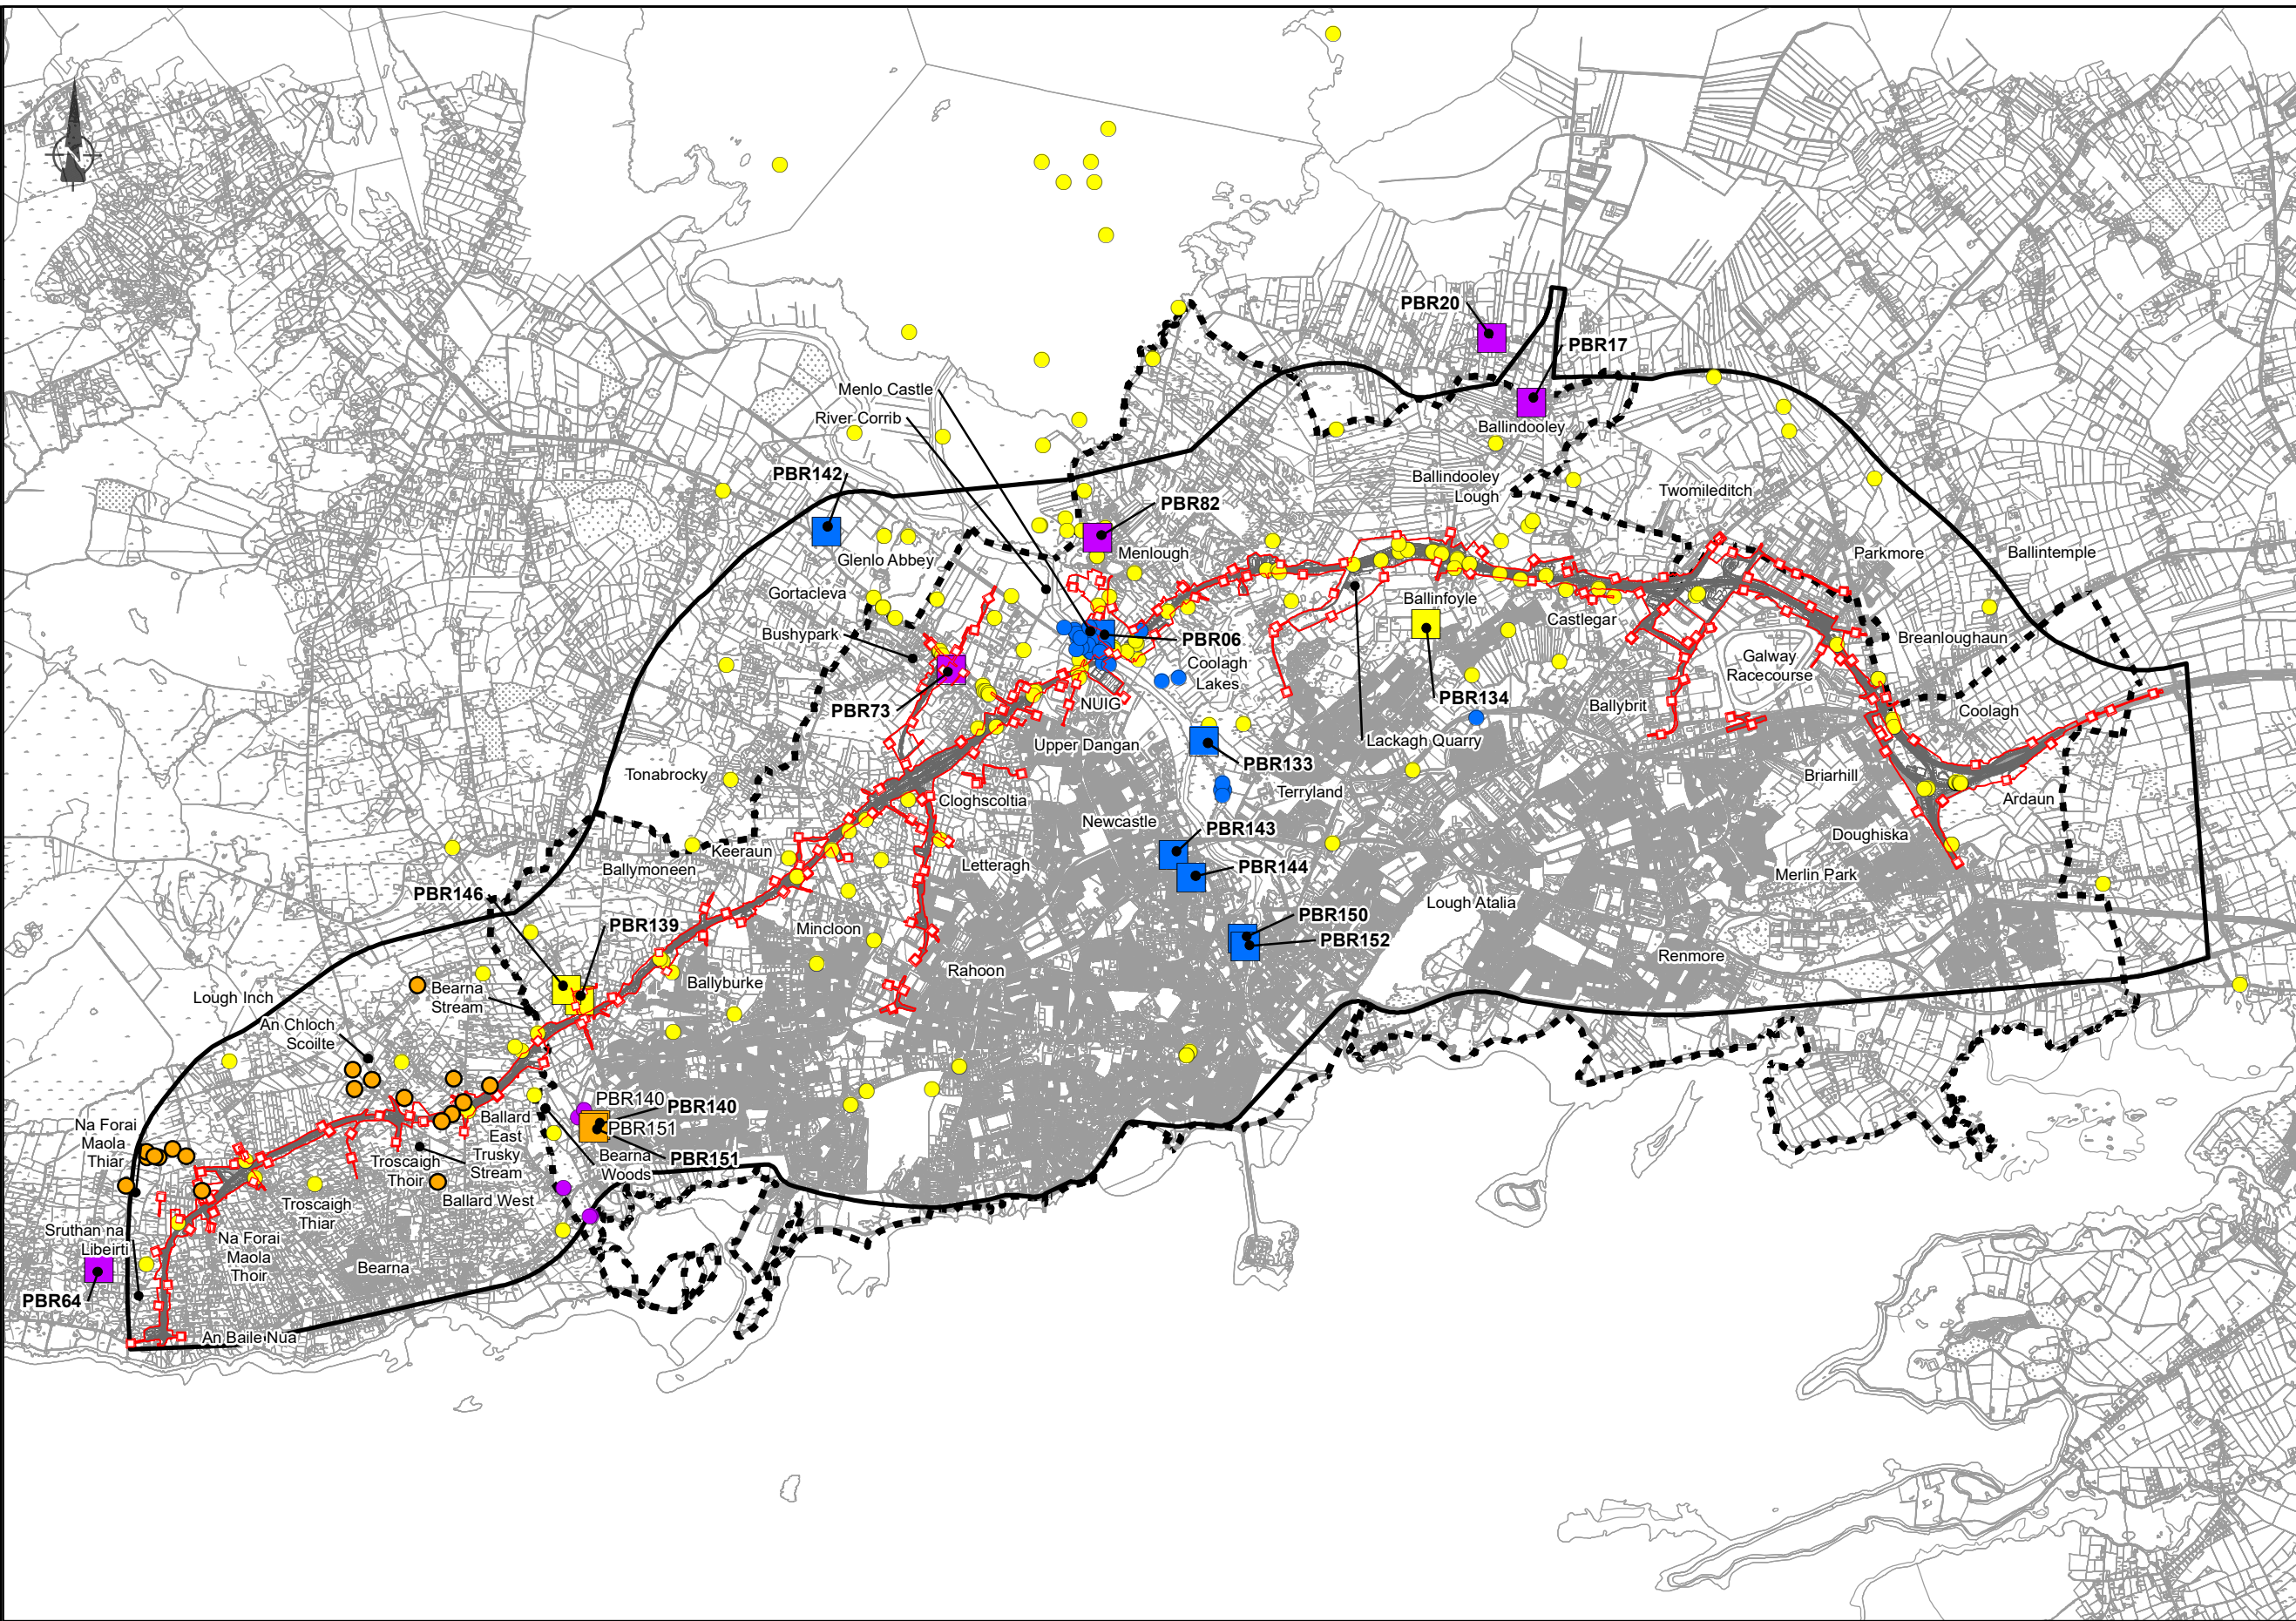 N
PBR20
PBR17
Menlo Castle
River Corrib
Ballindooley
PBR142
Ballindooley
Lough
Twomileditch
PBR82
Menlough
Parkmore
Ballintemple
Glenlo Abbey
Gortacleva
Ballinfoyle
Castlegar
Bushypark
PBR06
Breanloughaun
Coolagh
Lakes
Galway
Racecourse
PBR73
NUIG
PBR134
Ballybrit
Coolagh
Upper Dangan
Lackagh Quarry
PBR133
Tonabrocky
Briarhill
Terryland
Cloghscoltia
Ardaun
Newcastle
PBR143
Doughiska
Keeraun
Letteragh
PBR144
Ballymoneen
Merlin Park
PBR146
Lough Atalia
PBR139
PBR150
Mincloon
PBR152
Renmore
Rahoon
Ballyburke
Bearna
Stream
Lough Inch
An Chloch
Scoilte
PBR140
PBR140
Ballard
East
Na Forai
Maola
Thiar
PBR151
Trusky
Stream
Troscaigh
Thoir
Bearna
Woods
PBR151
Ballard West
Troscaigh
Thiar
Sruthan na
Libeirti
Na Forai
Maola
Thoir
Bearna
PBR64
An Baile Nua